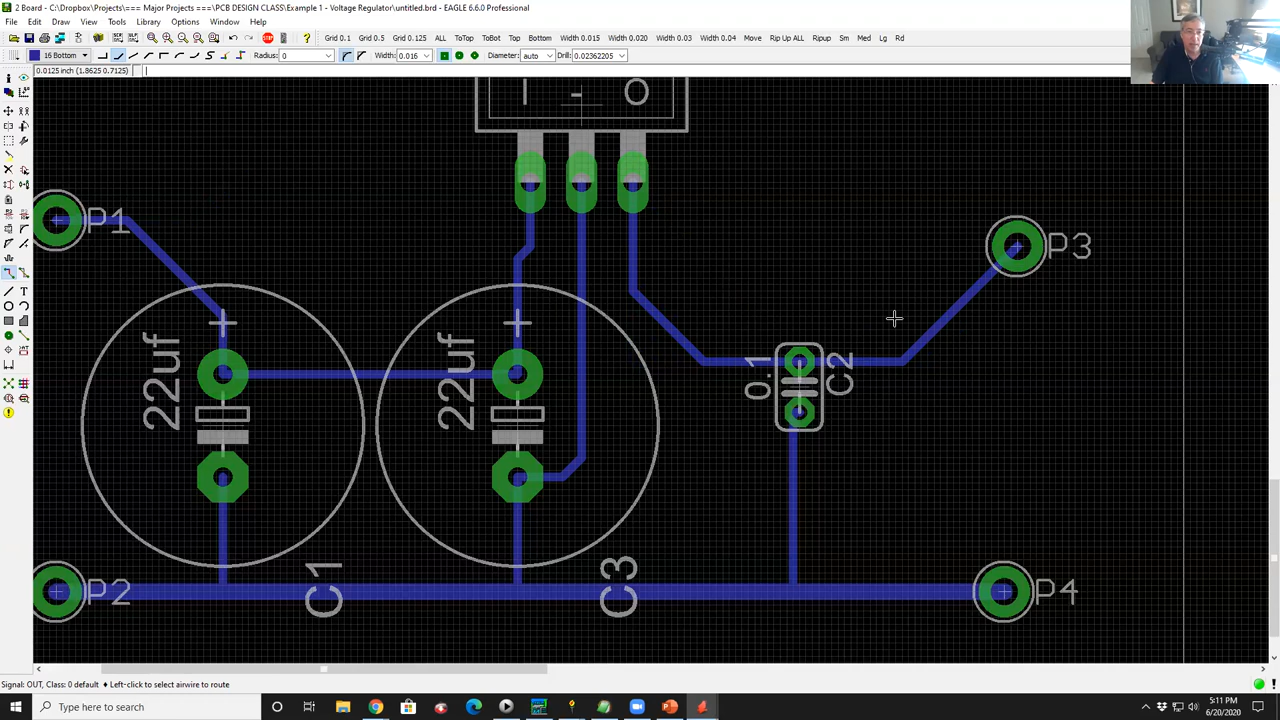 2 Board - C:\Dropbox\Projects\=== Major Projects ===\PCB DESIGN CLASS\Example 1 - Voltage Regulator\untitled.brd - EAGLE 6.6.0 Professional
File Edit Draw View Tools Library Options Window Help
Grid 0.1 Grid 0.5 Grid 0.125 ALL ToTop ToBot Top Bottom Width 0.015 Width 0.020 Width 0.03 Width 0.04 Move Rip Up ALL Ripup Sm Med Lg Rd
16 Bottom Radius: 0 Width: 0.016 Diameter: auto Drill: 0.02362205
0.0125 inch (1.8625 0.7125)
I - O
P1
P3
22uf
22uf
0.1
C2
C1
C3
P2
P4
Signal: OUT, Class: 0 default ♦ Left-click to select airwire to route
Type here to search
5:11 PM
6/20/2020